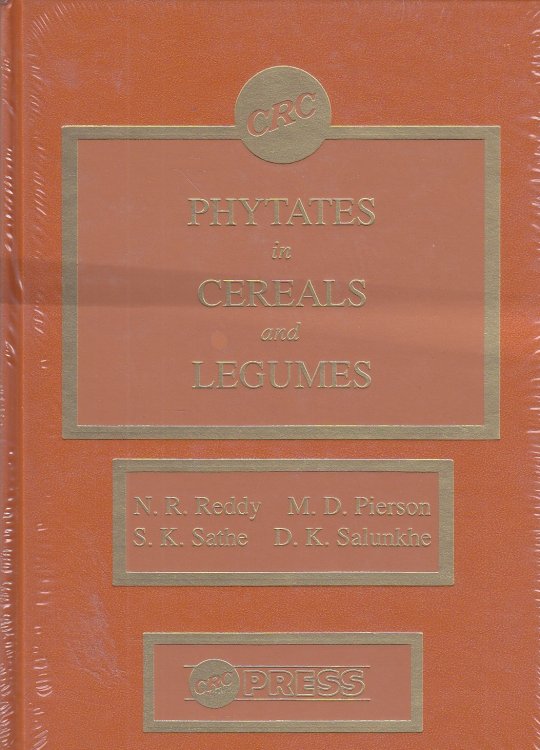 CRC
PHYTATES
in
CEREALS
and
LEGUMES
N. R. Reddy M. D. Pierson
S. K. Sathe D. K. Salunkhe
CRC PRESS